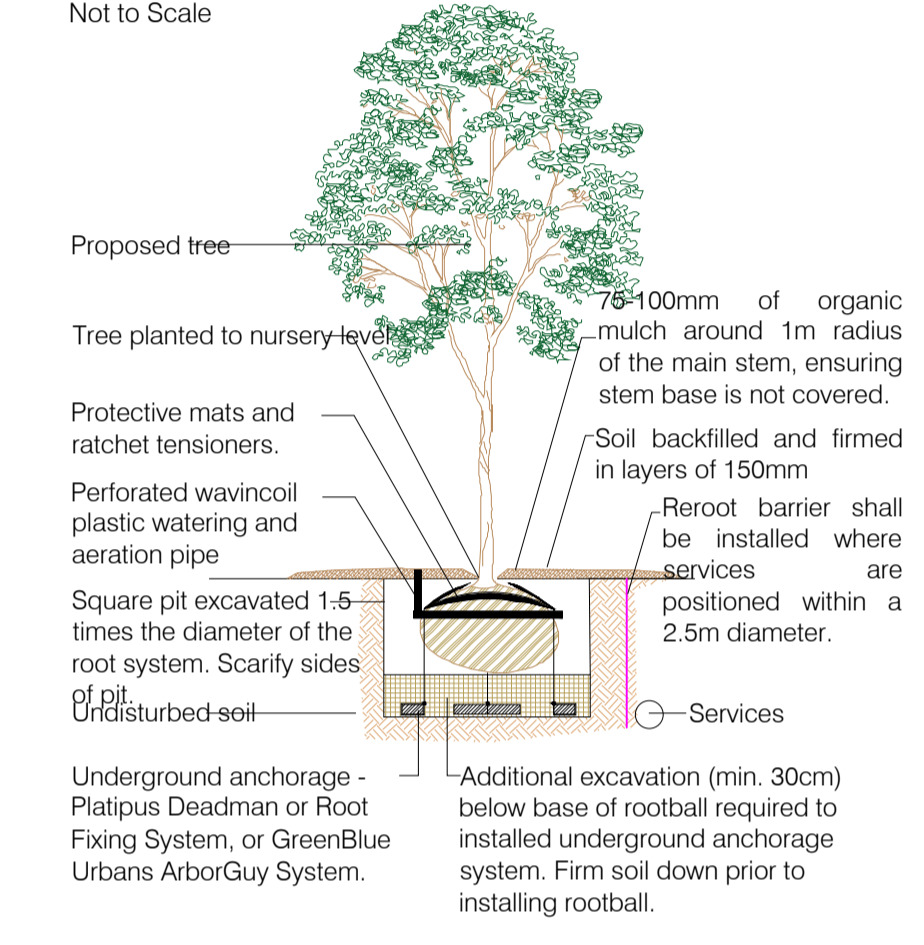 Not to Scale
Proposed tree
Tree planted to nursery level
Protective mats and
ratchet tensioners.
Perforated wavincoil
plastic watering and
aeration pipe
Square pit excavated 1.5
times the diameter of the
root system. Scarify sides
of pit.
Undisturbed soil
Underground anchorage -
Platipus Deadman or Root
Fixing System, or GreenBlue
Urbans ArborGuy System.
75-100mm of organic
mulch around 1m radius
of the main stem, ensuring
stem base is not covered.
Soil backfilled and firmed
in layers of 150mm
Reroot barrier shall
be installed where
services are
positioned within a
2.5m diameter.
Services
Additional excavation (min. 30cm)
below base of rootball required to
installed underground anchorage
system. Firm soil down prior to
installing rootball.